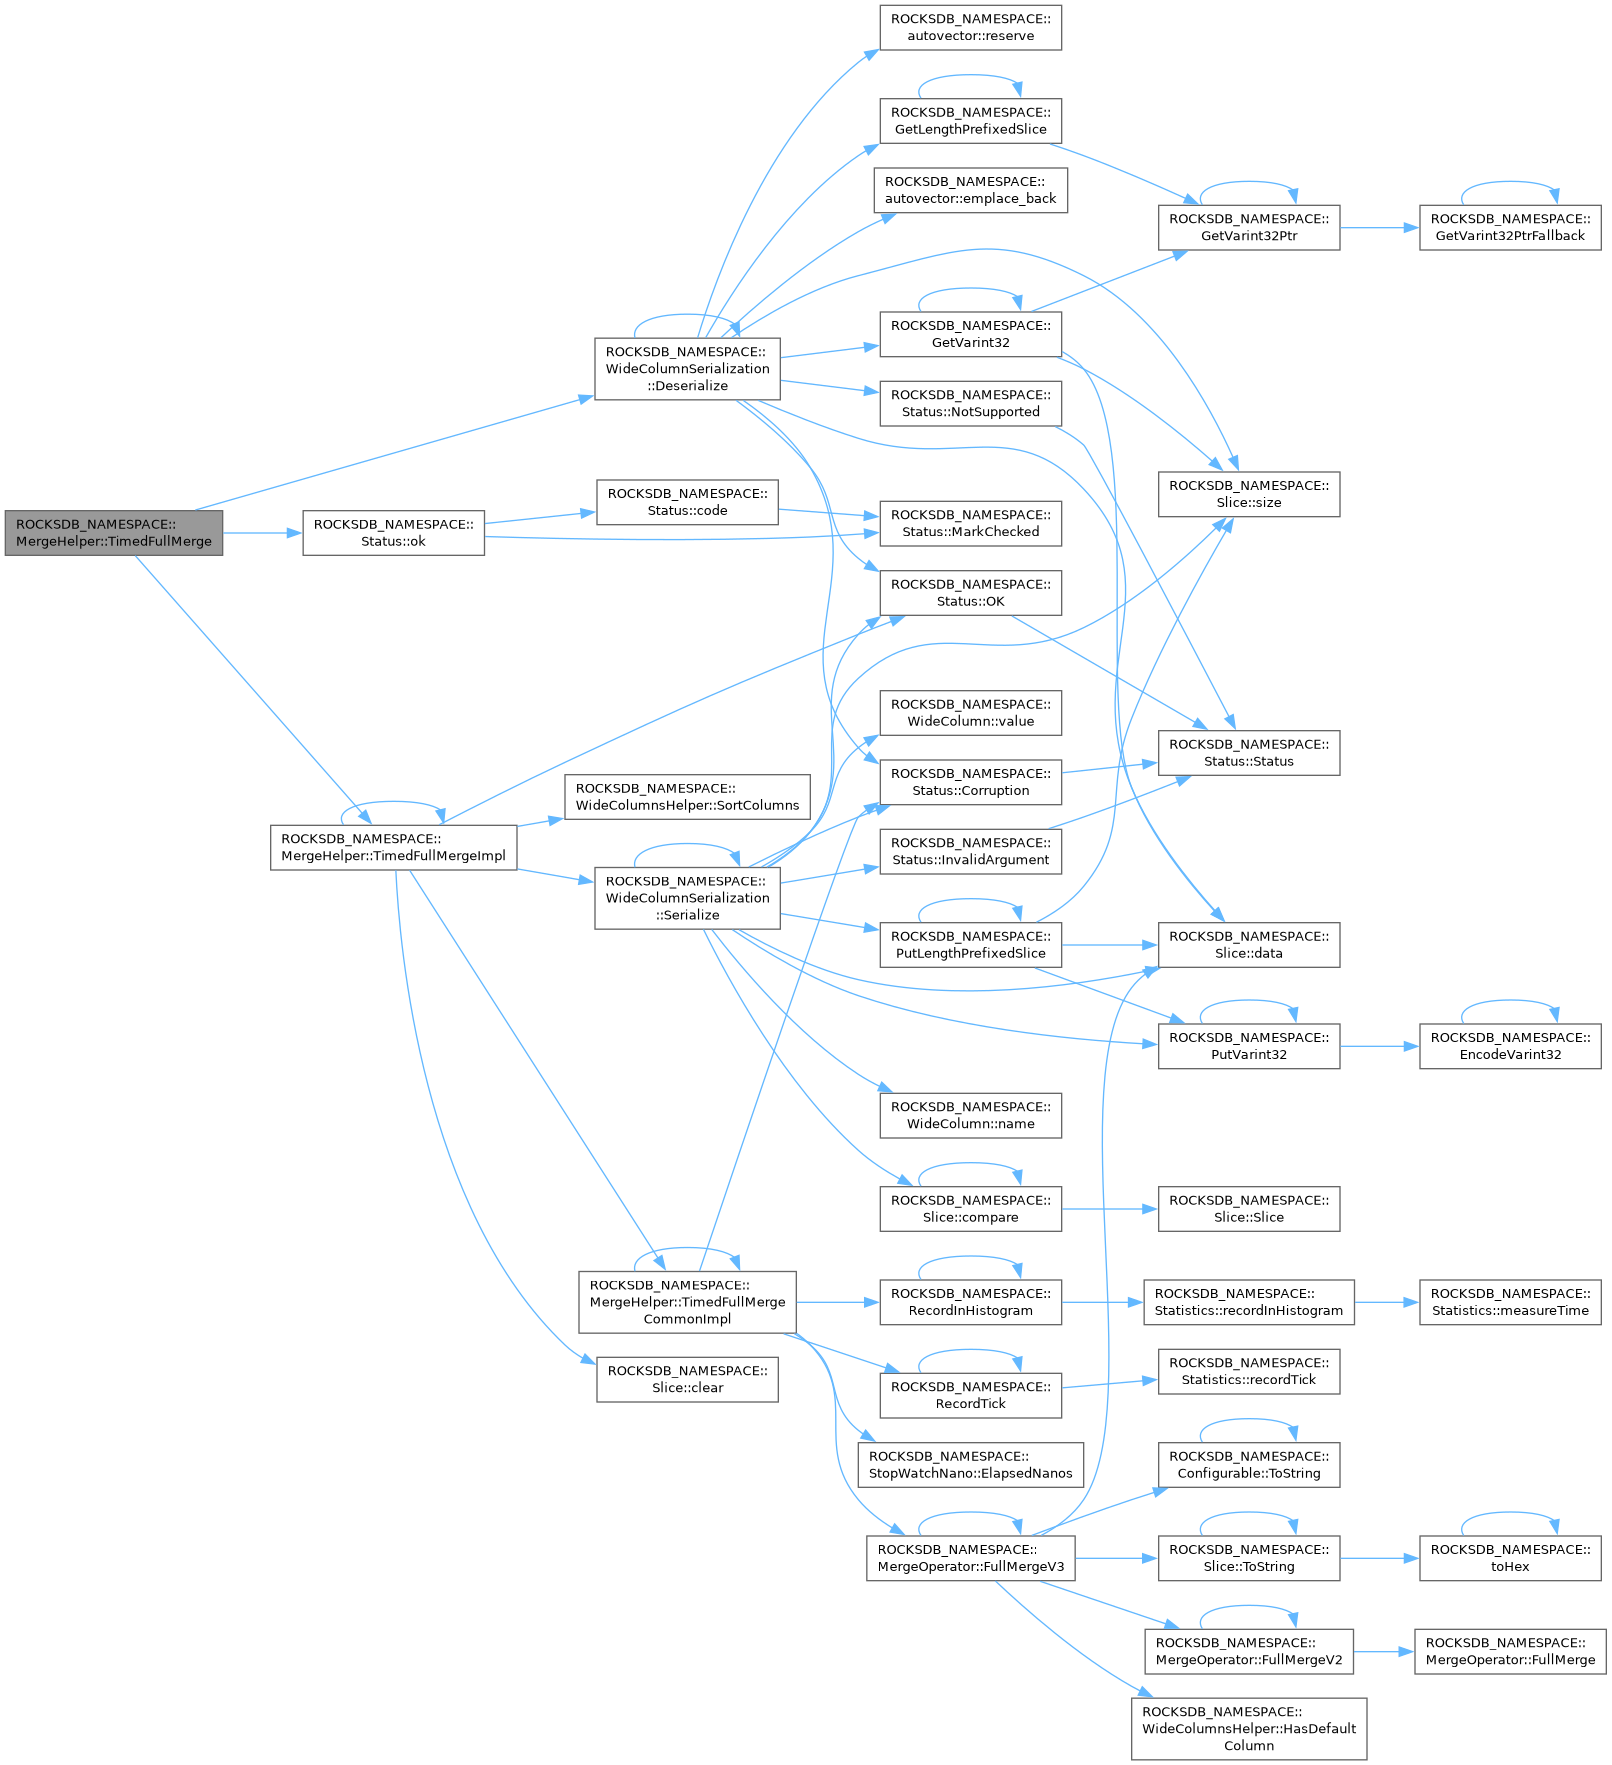 ROCKSDB_NAMESPACE::
MergeHelper::TimedFullMerge
ROCKSDB_NAMESPACE::
WideColumnSerialization
::Deserialize
ROCKSDB_NAMESPACE::
Status::ok
ROCKSDB_NAMESPACE::
MergeHelper::TimedFullMergeImpl
ROCKSDB_NAMESPACE::
Status::code
ROCKSDB_NAMESPACE::
WideColumnsHelper::SortColumns
ROCKSDB_NAMESPACE::
WideColumnSerialization
::Serialize
ROCKSDB_NAMESPACE::
MergeHelper::TimedFullMerge
CommonImpl
ROCKSDB_NAMESPACE::
Slice::clear
ROCKSDB_NAMESPACE::
autovector::reserve
ROCKSDB_NAMESPACE::
GetLengthPrefixedSlice
ROCKSDB_NAMESPACE::
autovector::emplace_back
ROCKSDB_NAMESPACE::
GetVarint32
ROCKSDB_NAMESPACE::
Status::NotSupported
ROCKSDB_NAMESPACE::
Status::MarkChecked
ROCKSDB_NAMESPACE::
Status::OK
ROCKSDB_NAMESPACE::
WideColumn::value
ROCKSDB_NAMESPACE::
Status::Corruption
ROCKSDB_NAMESPACE::
Status::InvalidArgument
ROCKSDB_NAMESPACE::
PutLengthPrefixedSlice
ROCKSDB_NAMESPACE::
WideColumn::name
ROCKSDB_NAMESPACE::
Slice::compare
ROCKSDB_NAMESPACE::
RecordInHistogram
ROCKSDB_NAMESPACE::
RecordTick
ROCKSDB_NAMESPACE::
StopWatchNano::ElapsedNanos
ROCKSDB_NAMESPACE::
MergeOperator::FullMergeV3
ROCKSDB_NAMESPACE::
GetVarint32Ptr
ROCKSDB_NAMESPACE::
Slice::size
ROCKSDB_NAMESPACE::
Status::Status
ROCKSDB_NAMESPACE::
Slice::data
ROCKSDB_NAMESPACE::
PutVarint32
ROCKSDB_NAMESPACE::
Slice::Slice
ROCKSDB_NAMESPACE::
Statistics::recordInHistogram
ROCKSDB_NAMESPACE::
Statistics::recordTick
ROCKSDB_NAMESPACE::
Configurable::ToString
ROCKSDB_NAMESPACE::
Slice::ToString
ROCKSDB_NAMESPACE::
MergeOperator::FullMergeV2
ROCKSDB_NAMESPACE::
WideColumnsHelper::HasDefault
Column
ROCKSDB_NAMESPACE::
GetVarint32PtrFallback
ROCKSDB_NAMESPACE::
EncodeVarint32
ROCKSDB_NAMESPACE::
Statistics::measureTime
ROCKSDB_NAMESPACE::
toHex
ROCKSDB_NAMESPACE::
MergeOperator::FullMerge